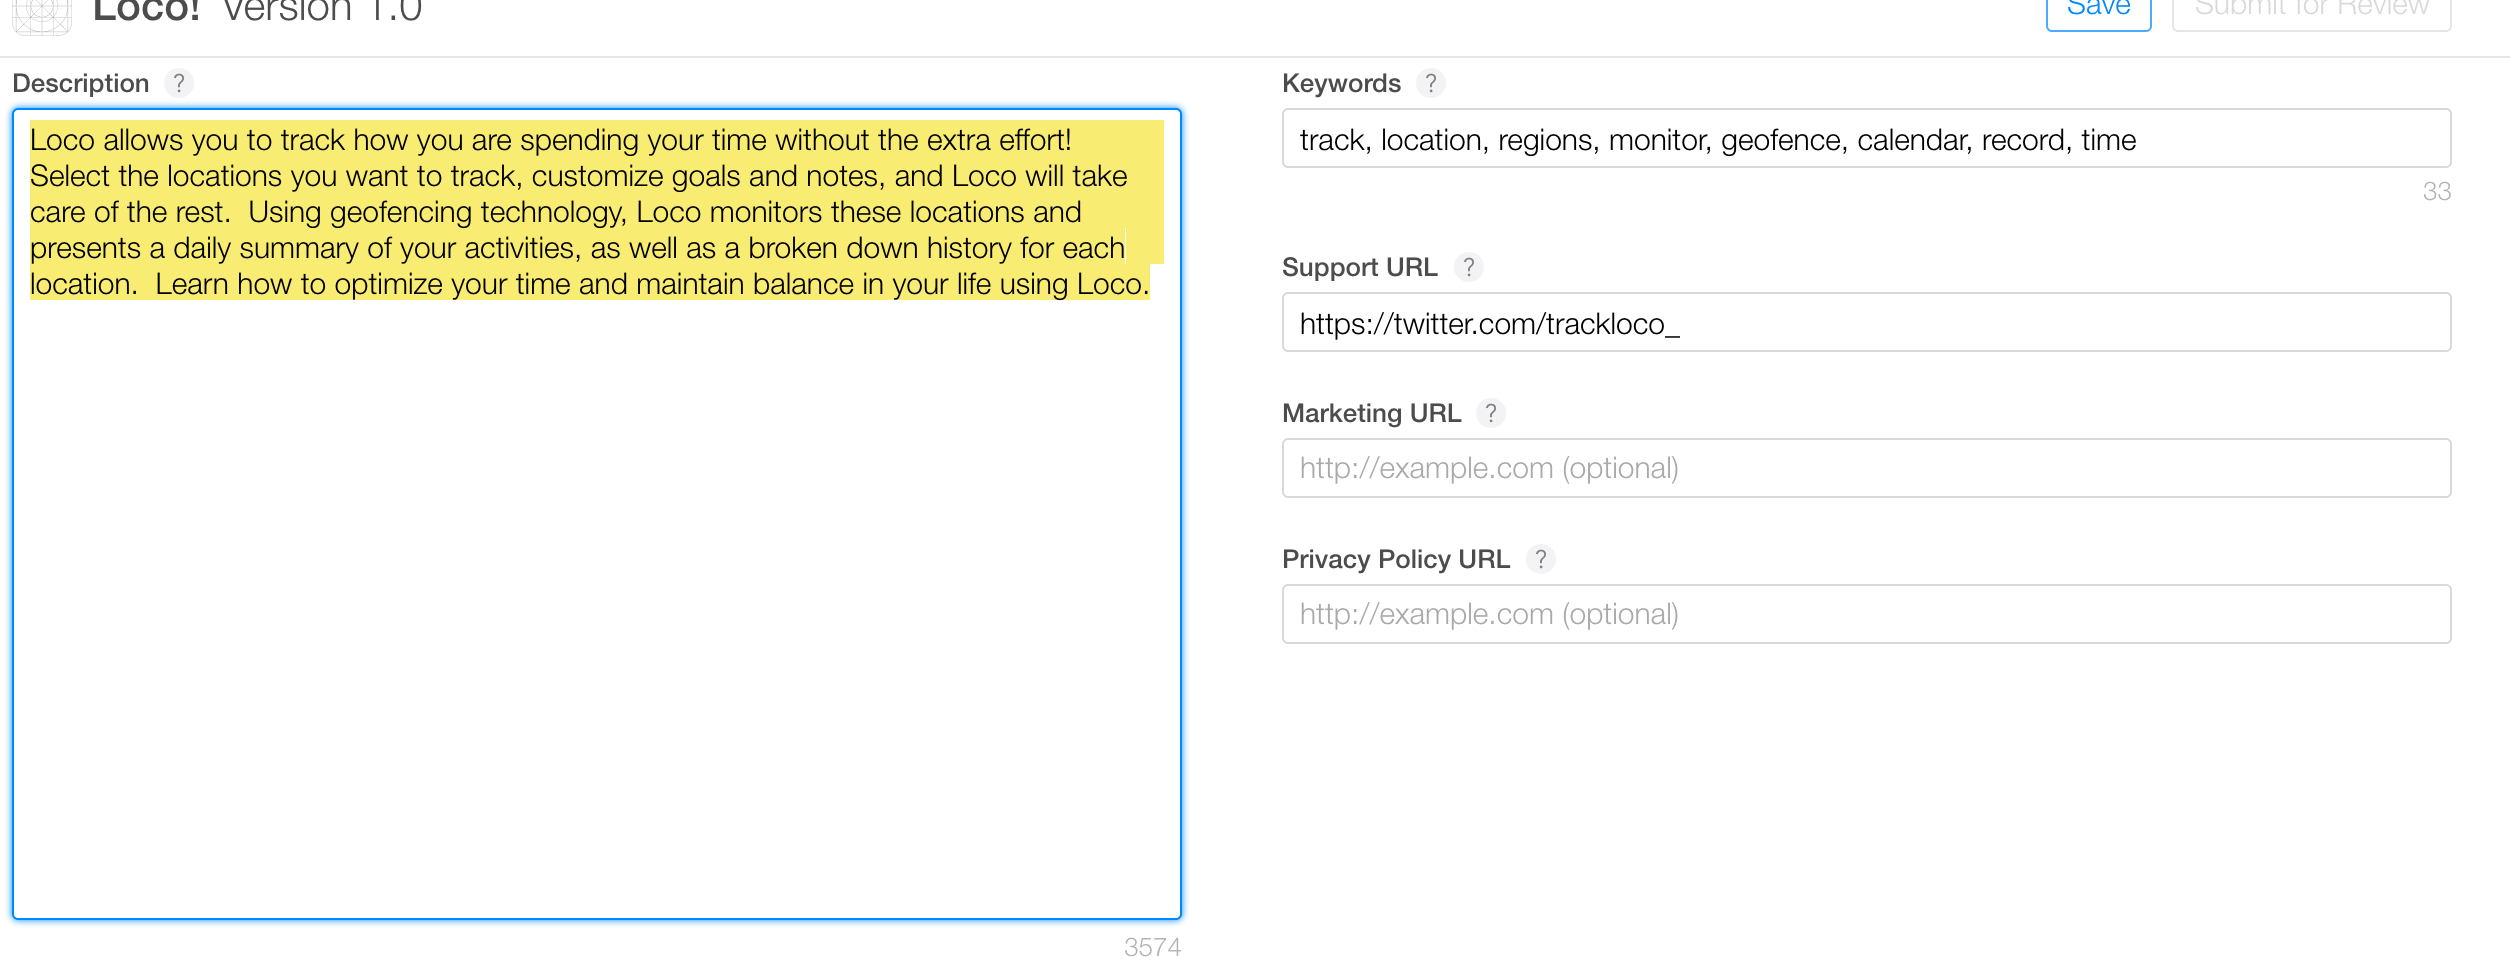 Loco! Version 1.0
Save
Submit for Review
Description ?
Loco allows you to track how you are spending your time without the extra effort!
Select the locations you want to track, customize goals and notes, and Loco will take
care of the rest.  Using geofencing technology, Loco monitors these locations and
presents a daily summary of your activities, as well as a broken down history for each
location.  Learn how to optimize your time and maintain balance in your life using Loco.
3574
Keywords ?
track, location, regions, monitor, geofence, calendar, record, time
33
Support URL ?
https://twitter.com/trackloco_
Marketing URL ?
http://example.com (optional)
Privacy Policy URL ?
http://example.com (optional)